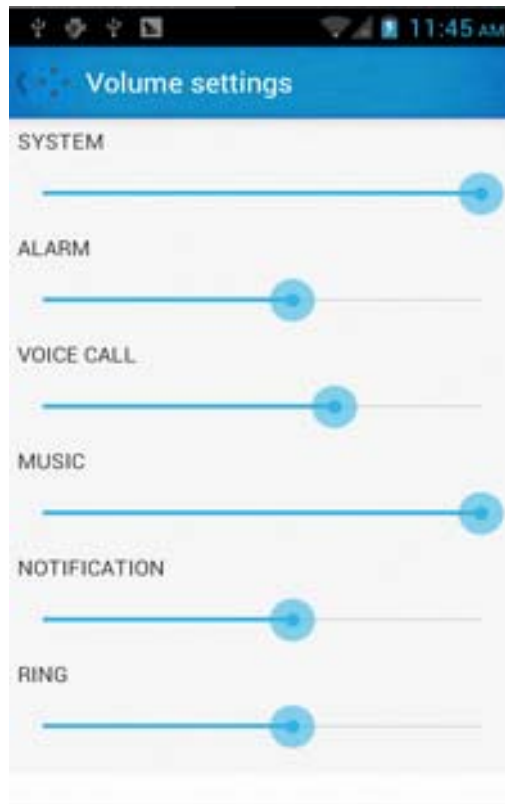 11:45 AM
Volume settings
SYSTEM
ALARM
VOICE CALL
MUSIC
NOTIFICATION
RING